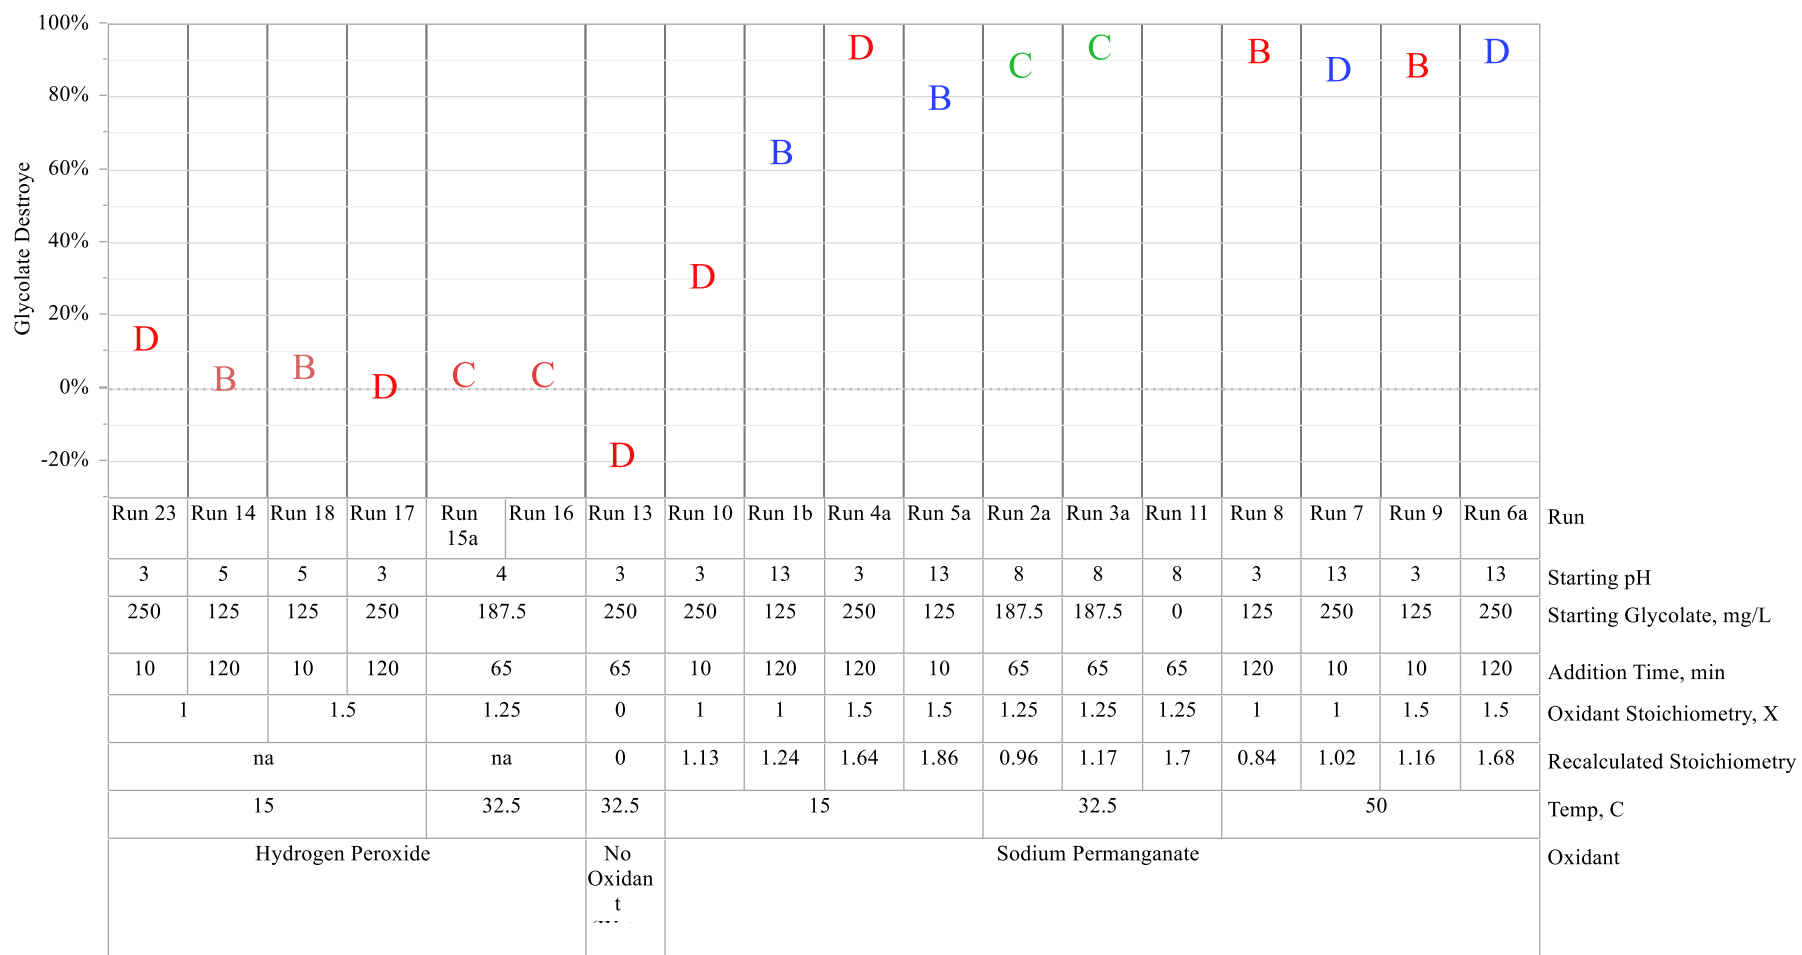 100%
80%
60%
40%
20%
0%
-20%
Glycolate Destroye
D
B
B
D
C
C
D
D
B
D
B
C
C
B
D
B
D
Run 23 Run 14 Run 18 Run 17 Run 15a Run 16 Run 13 Run 10 Run 1b Run 4a Run 5a Run 2a Run 3a Run 11 Run 8 Run 7 Run 9 Run 6a Run
3 5 5 3 4 3 3 13 3 13 8 8 8 3 13 3 13 Starting pH
250 125 125 250 187.5 250 250 125 250 125 187.5 187.5 0 125 250 125 250 Starting Glycolate, mg/L
10 120 10 120 65 65 10 120 120 10 65 65 65 120 10 10 120 Addition Time, min
1 1.5 1.25 0 1 1 1.5 1.5 1.25 1.25 1.25 1 1 1.5 1.5 Oxidant Stoichiometry, X
na na 0 1.13 1.24 1.64 1.86 0.96 1.17 1.7 0.84 1.02 1.16 1.68 Recalculated Stoichiometry
15 32.5 32.5 15 32.5 50 Temp, C
Hydrogen Peroxide No Sodium Permanganate Oxidant
Oxidan
t